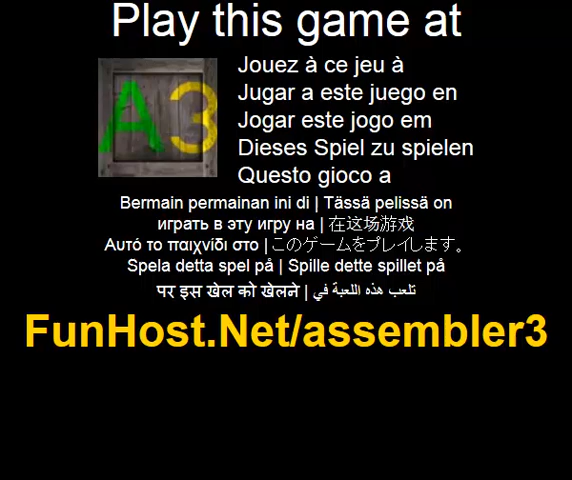 Play this game at
A3
Jouez à ce jeu à
Jugar a este juego en
Jogar este jogo em
Dieses Spiel zu spielen
Questo gioco a
Bermain permainan ini di | Tässä pelissä on
играть в эту игру на | 在这场游戏
Αυτό το παιχνίδι στο | このゲームをプレイします。
Spela detta spel på | Spille dette spillet på
पर इस खेल को खेलने | تلعب هذه اللعبة في
FunHost.Net/assembler3